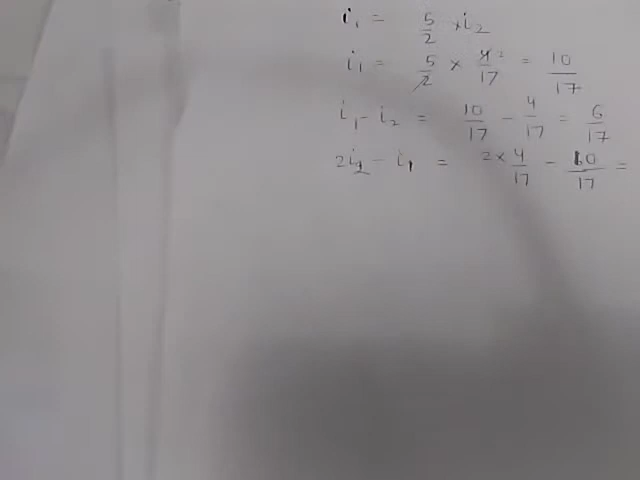 i₁ = 5/2 × i₂
i₁ = 5/2 × 4/17 ² = 10/17
i₁ - i₂ = 10/17 - 4/17 = 6/17
2i₂ - i₁ = 2 × 4/17 - 10/17 =